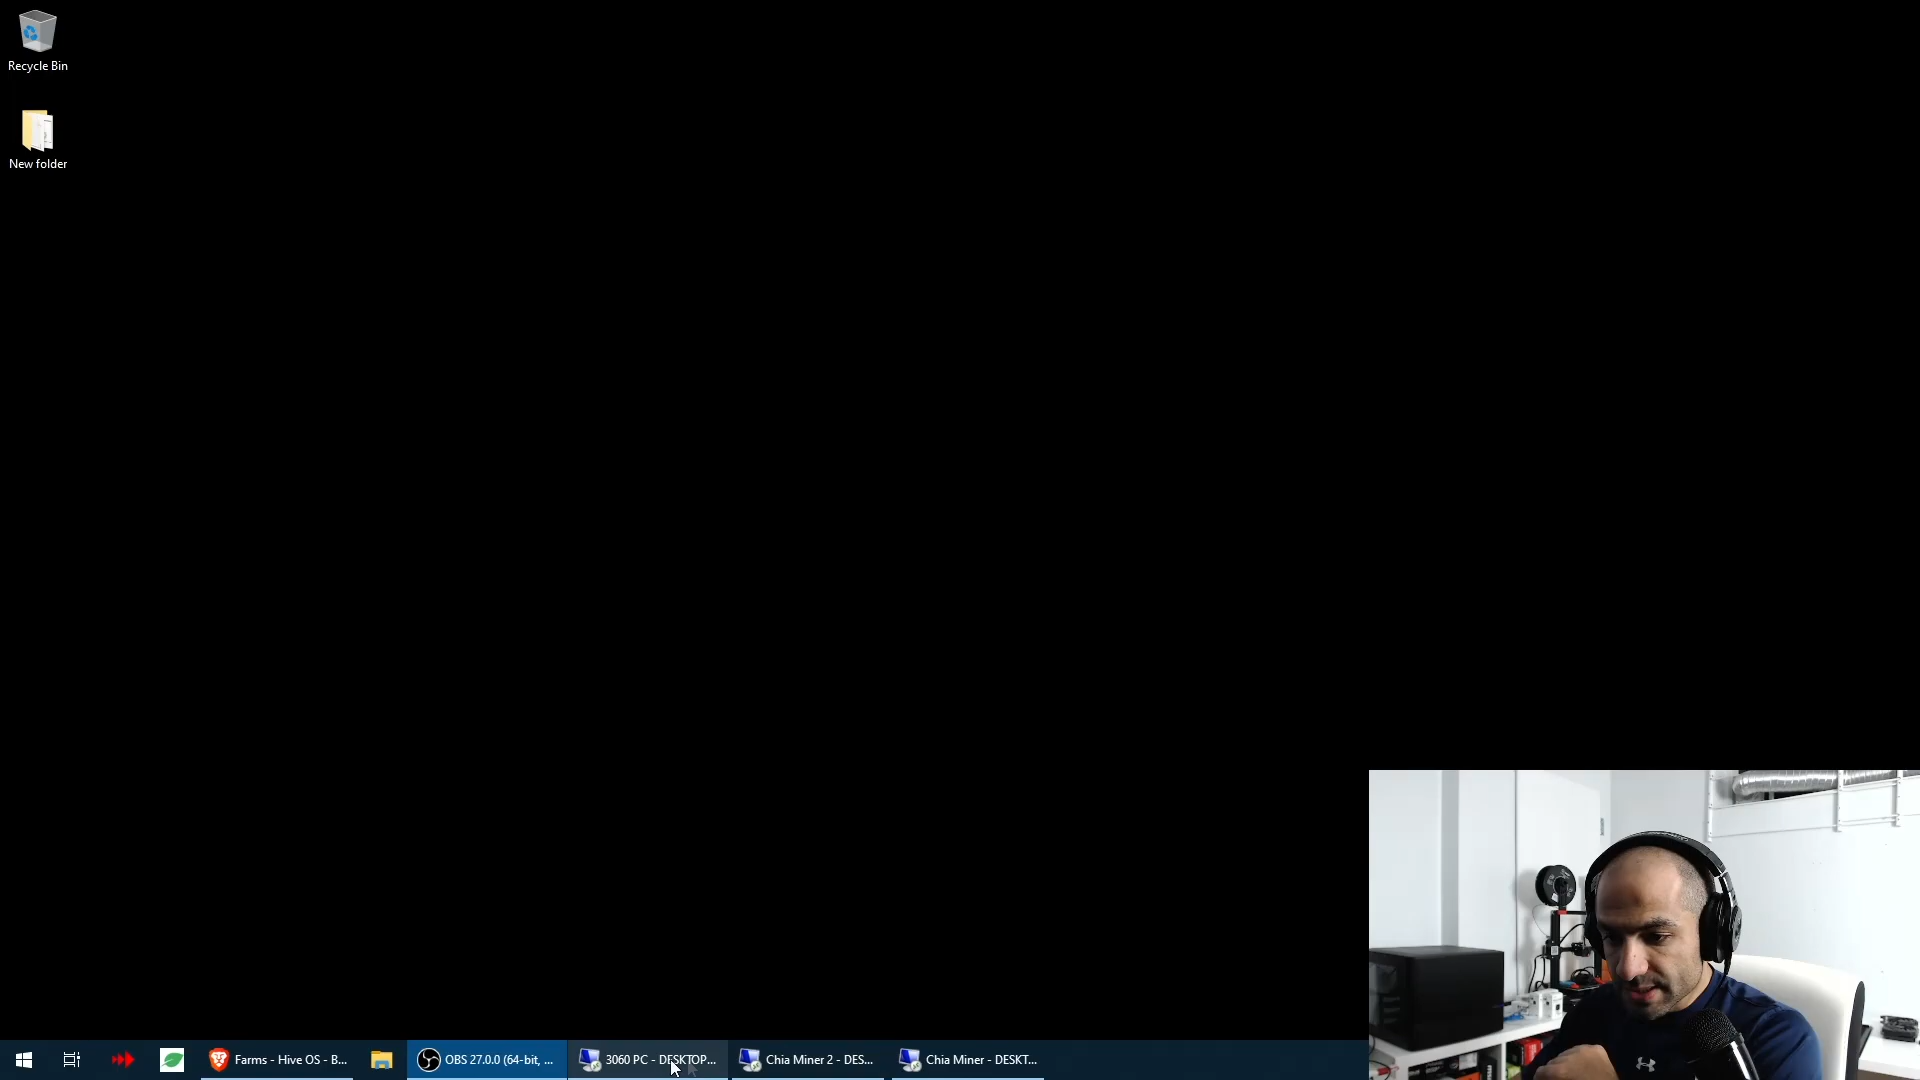 Recycle Bin
New folder
Farms - Hive OS - B...
OBS 27.0.0 (64-bit, ...
3060 PC - DESKTOP...
Chia Miner 2 - DES...
Chia Miner - DESKT...